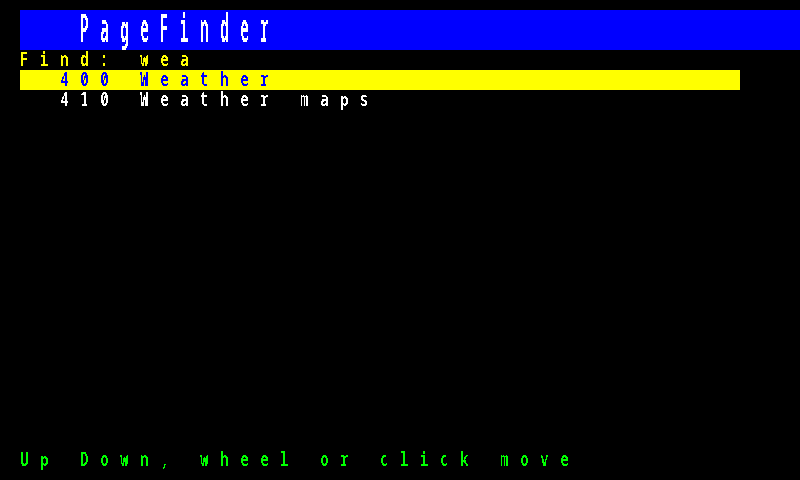 PageFinder
Find: wea
400 Weather
410 Weather maps
Up Down, wheel or click move